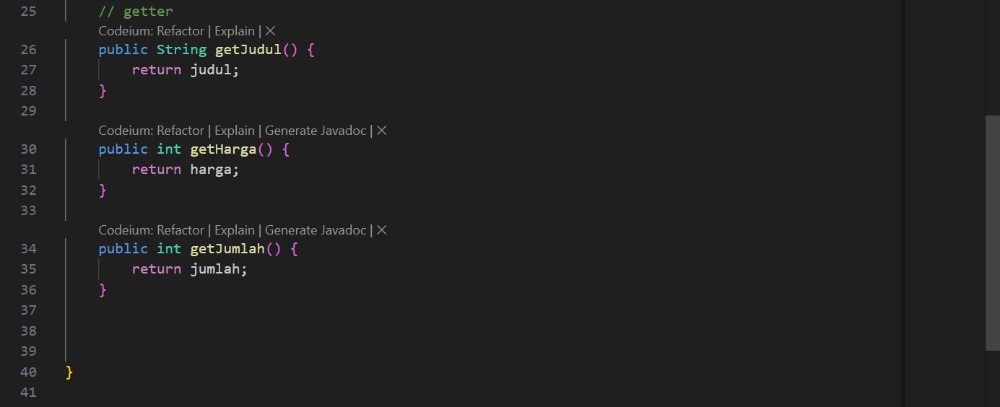 25 // getter
Codeium: Refactor | Explain | ✕
26 public String getJudul() {
27 return judul;
28 }
29
Codeium: Refactor | Explain | Generate Javadoc | ✕
30 public int getHarga() {
31 return harga;
32 }
33
Codeium: Refactor | Explain | Generate Javadoc | ✕
34 public int getJumlah() {
35 return jumlah;
36 }
37
38
39
40 }
41